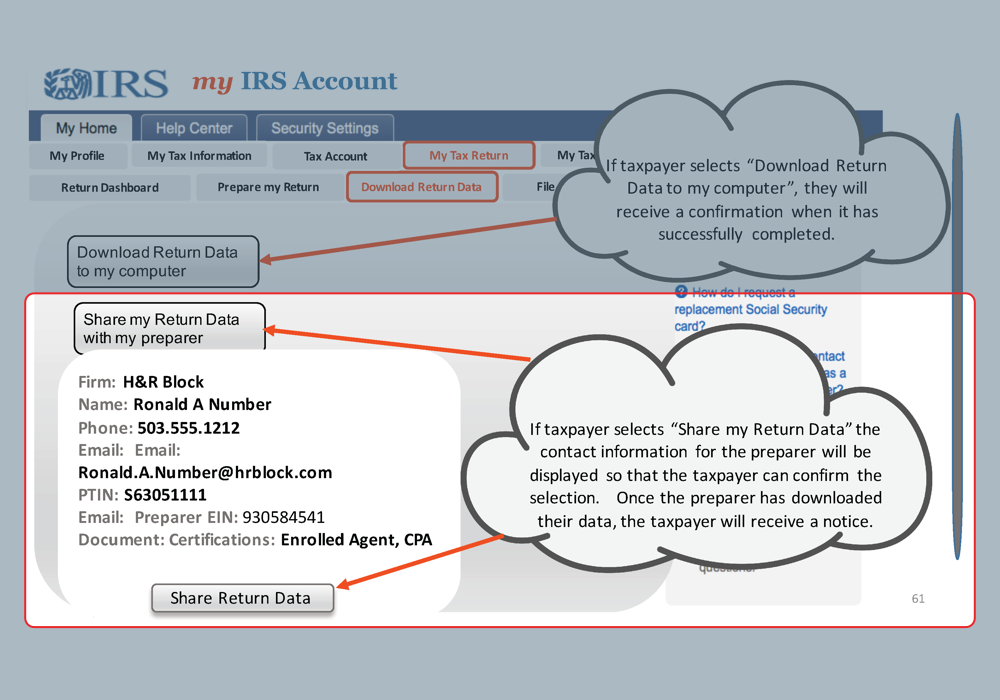 IRS my IRS Account
My Home Help Center Security Settings
My Profile My Tax Information Tax Account My Tax Return My Tax
Return Dashboard Prepare my Return Download Return Data File
If taxpayer selects “Download Return
Data to my computer”, they will
receive a confirmation when it has
successfully completed.
Download Return Data
to my computer
? How do I request a
replacement Social Security
card?
Share my Return Data
with my preparer
as a
Firm: H&R Block
Name: Ronald A Number
Phone: 503.555.1212
Email: Email:
Ronald.A.Number@hrblock.com
PTIN: S63051111
Email: Preparer EIN: 930584541
Document: Certifications: Enrolled Agent, CPA
If taxpayer selects “Share my Return Data” the
contact information for the preparer will be
displayed so that the taxpayer can confirm the
selection. Once the preparer has downloaded
their data, the taxpayer will receive a notice.
questions.
Share Return Data
61